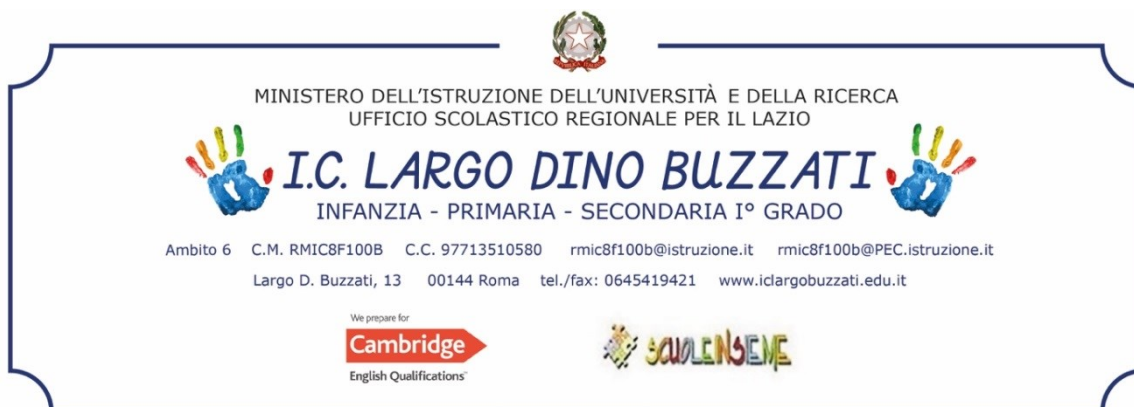 MINISTERO DELL'ISTRUZIONE DELL'UNIVERSITÀ E DELLA RICERCA
UFFICIO SCOLASTICO REGIONALE PER IL LAZIO
I.C. LARGO DINO BUZZATI
INFANZIA - PRIMARIA - SECONDARIA I° GRADO
Ambito 6 C.M. RMIC8F100B C.C. 97713510580 rmic8f100b@istruzione.it rmic8f100b@PEC.istruzione.it
Largo D. Buzzati, 13 00144 Roma tel./fax: 0645419421 www.iclargobuzzati.edu.it
We prepare for
Cambridge
English Qualifications
SCUOLEINSIEME